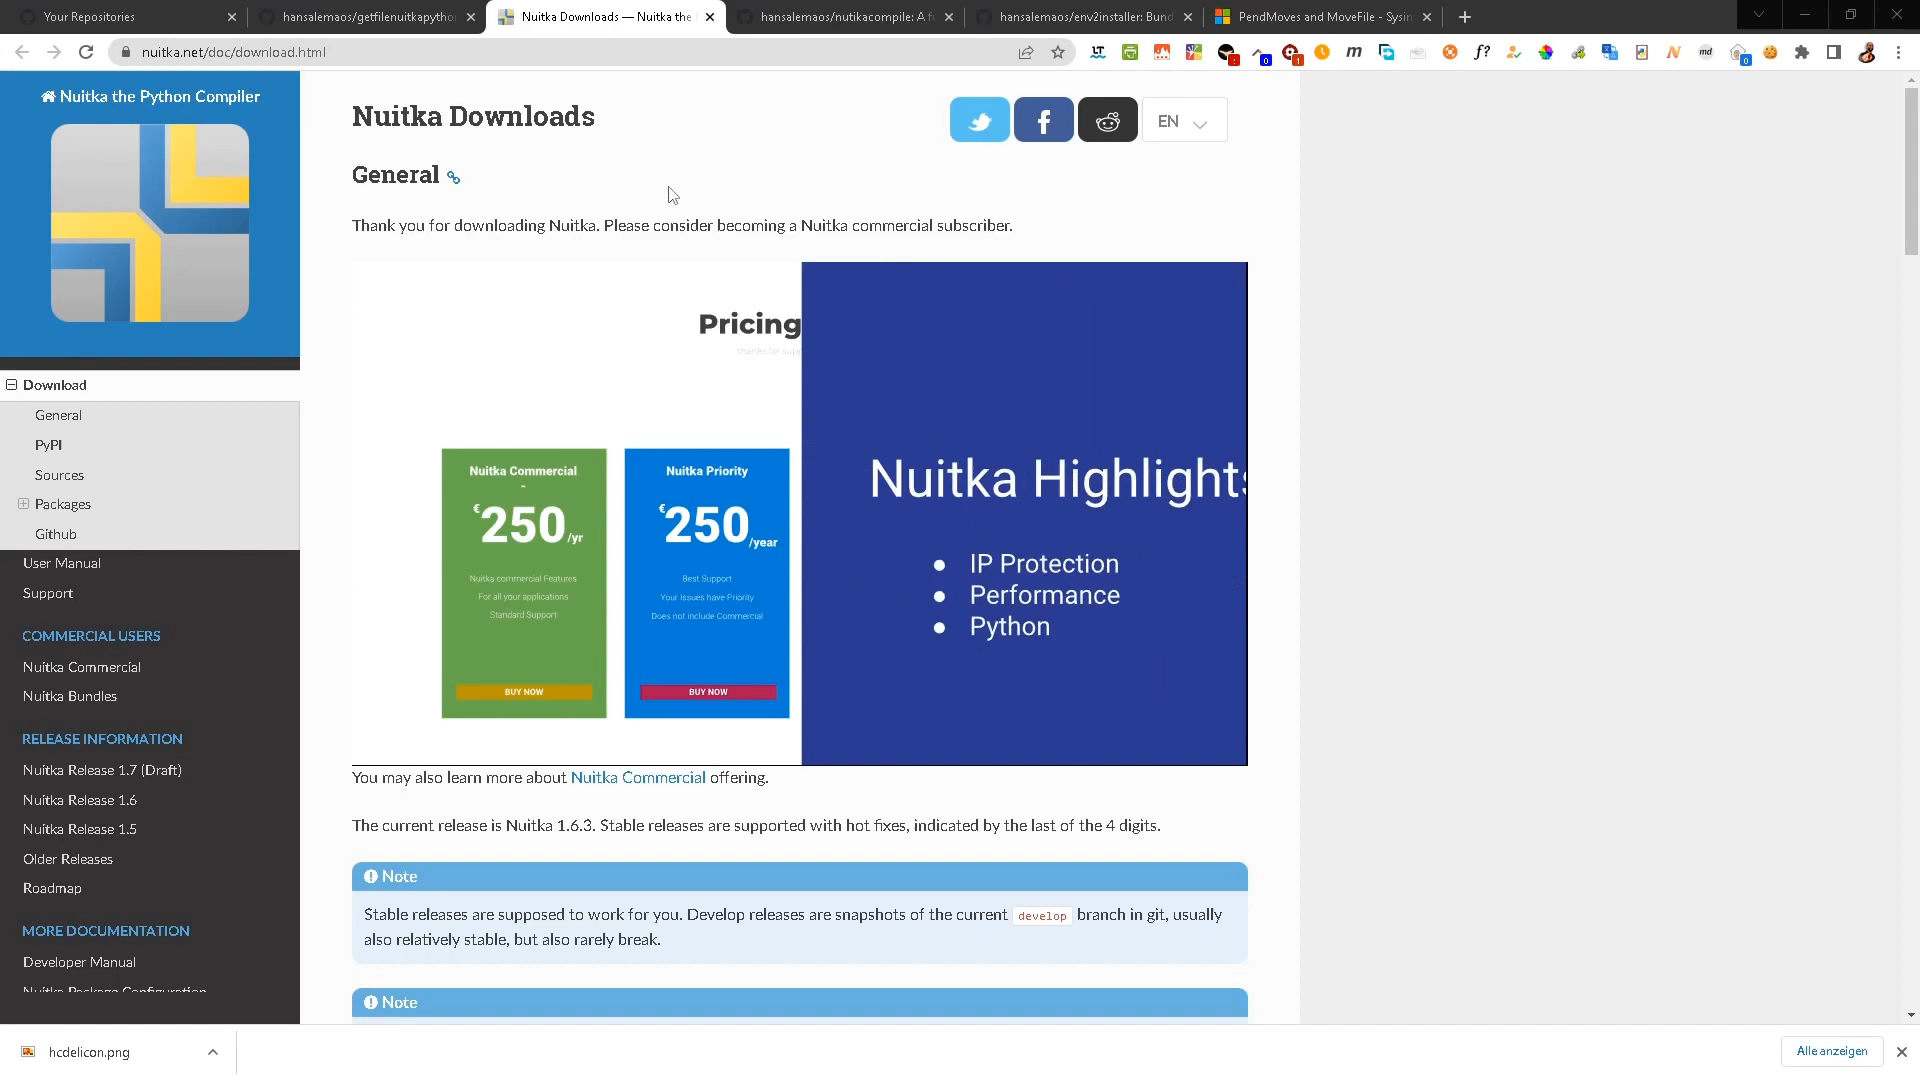 Your Repositories
hansalemaos/getfilenuitkapytho
Nuitka Downloads — Nuitka the
hansalemaos/nutikacompile: A f
hansalemaos/env2installer: Bund
PendMoves and MoveFile - Sysin
nuitka.net/doc/download.html
Nuitka the Python Compiler
Download
General
PyPI
Sources
Packages
Github
User Manual
Support
COMMERCIAL USERS
Nuitka Commercial
Nuitka Bundles
RELEASE INFORMATION
Nuitka Release 1.7 (Draft)
Nuitka Release 1.6
Nuitka Release 1.5
Older Releases
Roadmap
MORE DOCUMENTATION
Developer Manual
Nuitka Package Configuration
Nuitka Downloads
EN
General
Thank you for downloading Nuitka. Please consider becoming a Nuitka commercial subscriber.
Pricing
thanks for supp
Nuitka Commercial
-
€250/yr
Nuitka commercial Features
For all your applications
Standard Support
BUY NOW
Nuitka Priority
€250/year
Best Support
Your Issues have Priority
Does not include Commercial
BUY NOW
Nuitka Highlights
● IP Protection
● Performance
● Python
You may also learn more about Nuitka Commercial offering.
The current release is Nuitka 1.6.3. Stable releases are supported with hot fixes, indicated by the last of the 4 digits.
Note
Stable releases are supposed to work for you. Develop releases are snapshots of the current develop branch in git, usually
also relatively stable, but also rarely break.
Note
hcdelicon.png
Alle anzeigen